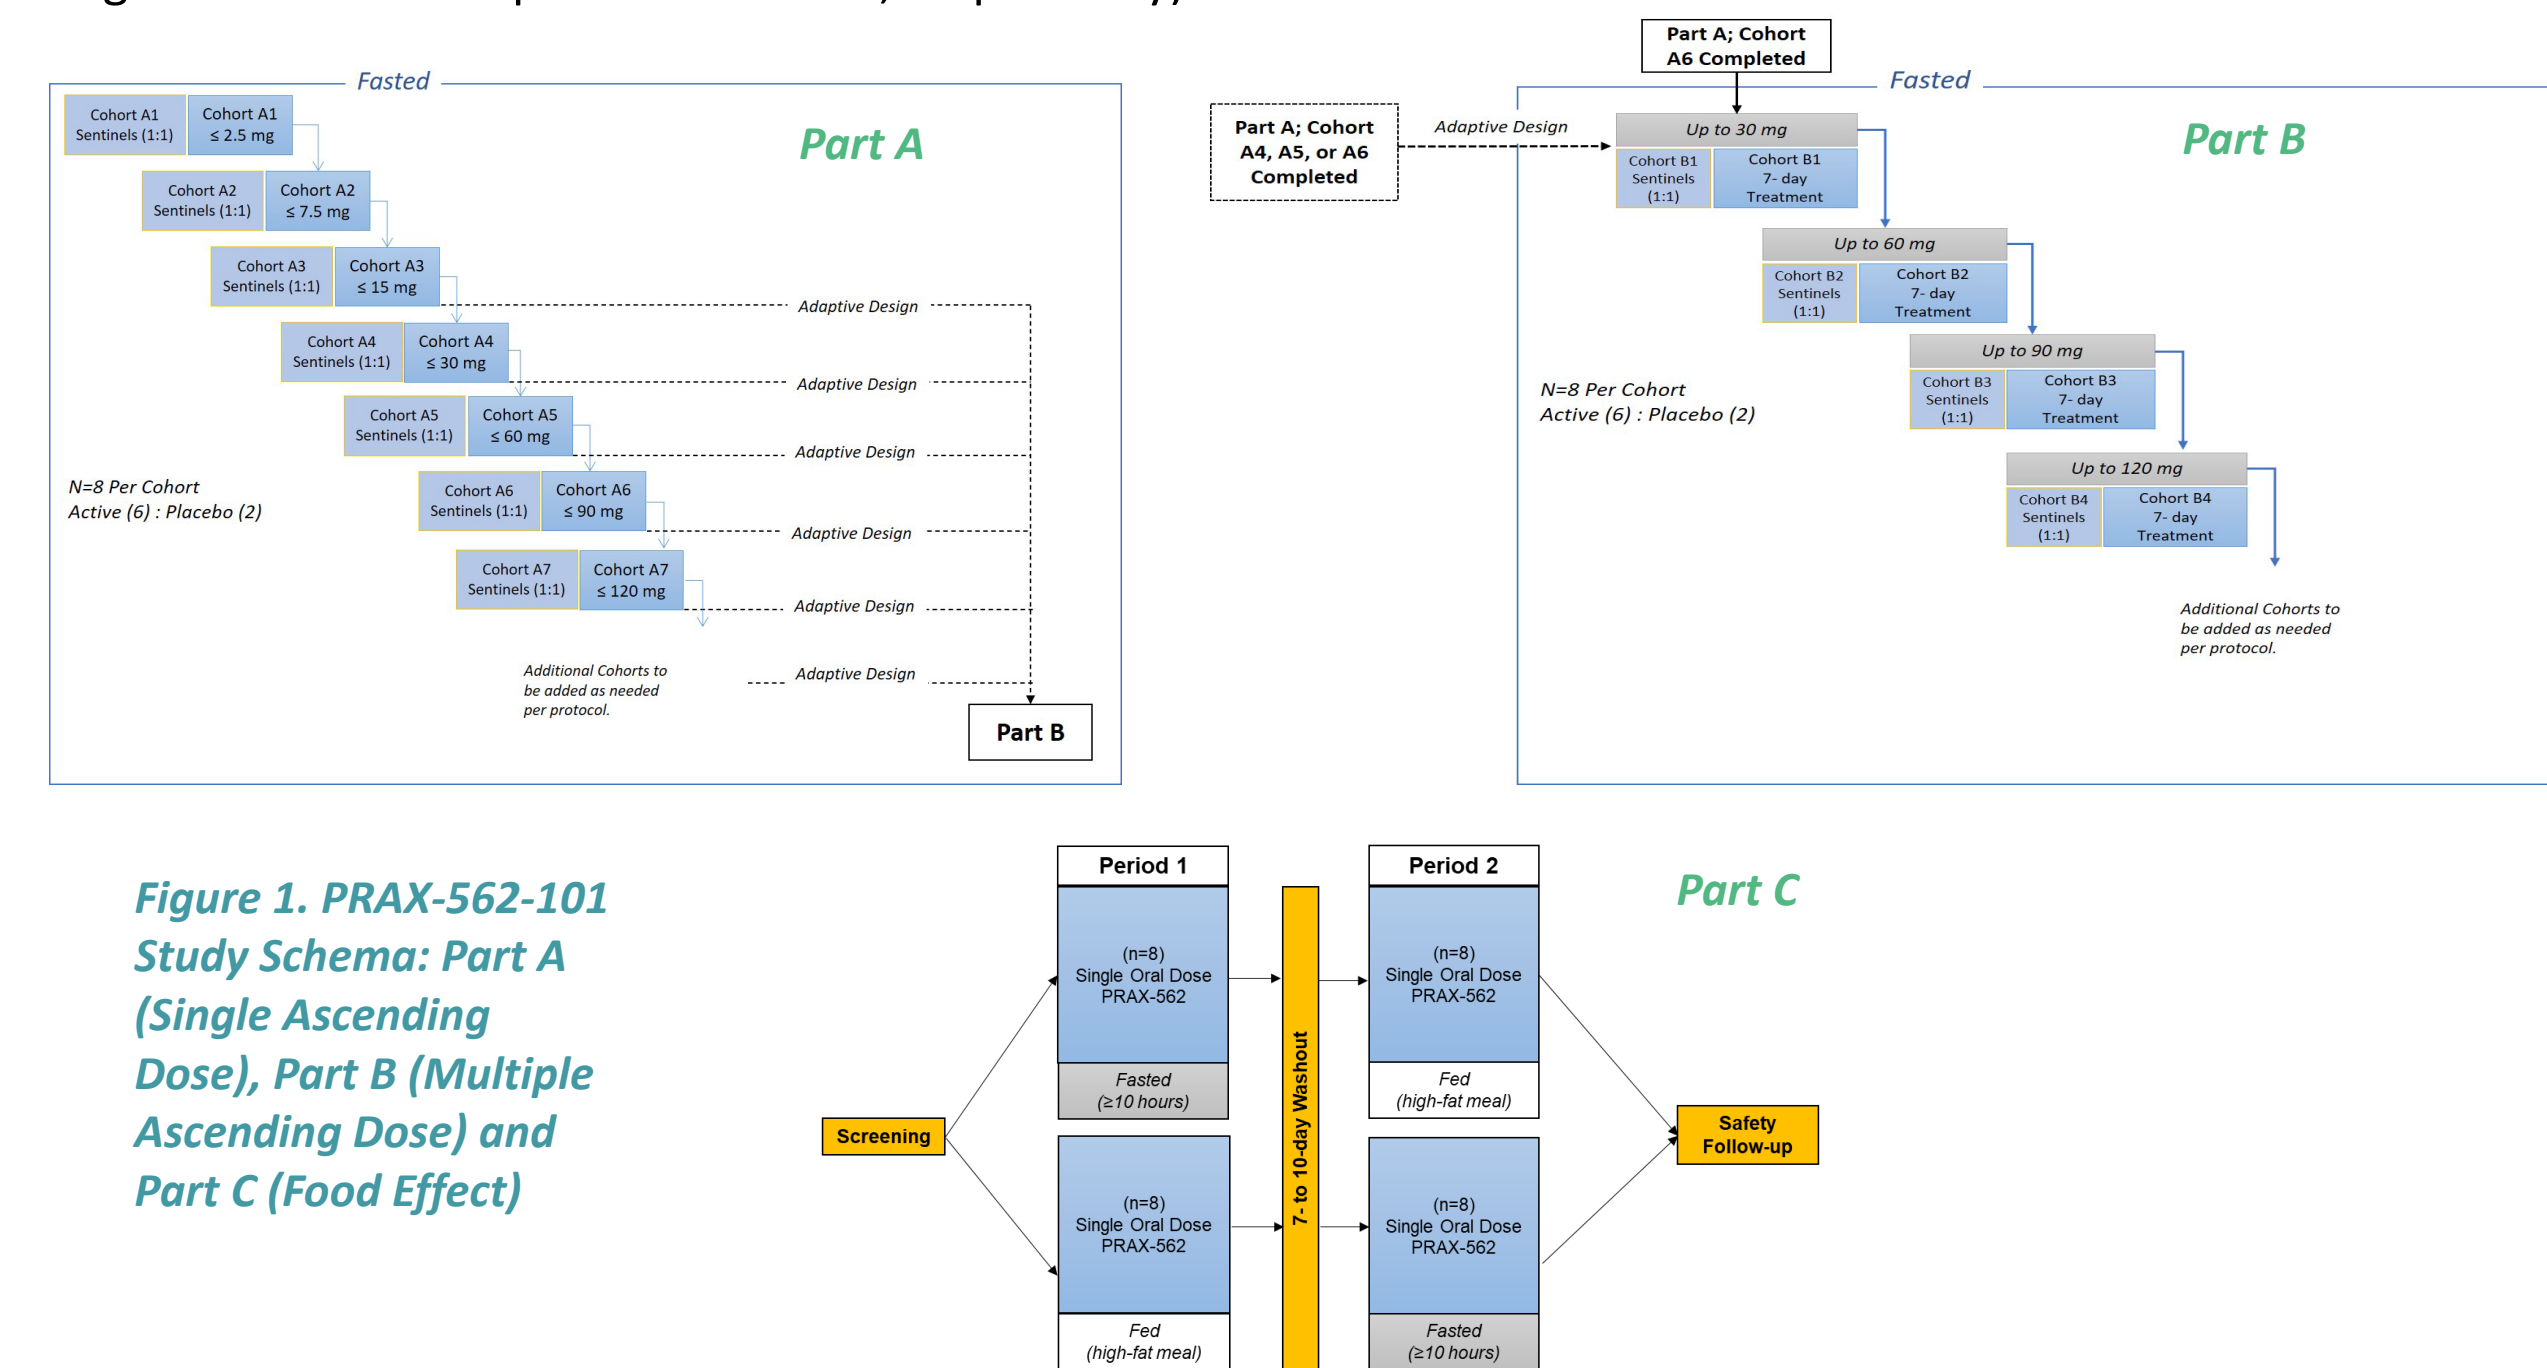 Fasted
Part A
Cohort A1
Sentinels (1:1)
Cohort A1
≤ 2.5 mg
Cohort A2
Sentinels (1:1)
Cohort A2
≤ 7.5 mg
Cohort A3
Sentinels (1:1)
Cohort A3
≤ 15 mg
Adaptive Design
Cohort A4
Sentinels (1:1)
Cohort A4
≤ 30 mg
Adaptive Design
Cohort A5
Sentinels (1:1)
Cohort A5
≤ 60 mg
Adaptive Design
N=8 Per Cohort
Active (6) : Placebo (2)
Cohort A6
Sentinels (1:1)
Cohort A6
≤ 90 mg
Adaptive Design
Cohort A7
Sentinels (1:1)
Cohort A7
≤ 120 mg
Adaptive Design
Additional Cohorts to
be added as needed
per protocol.
Adaptive Design
Part B
Part A; Cohort
A6 Completed
Fasted
Part B
Part A; Cohort
A4, A5, or A6
Completed
Adaptive Design
Up to 30 mg
Cohort B1
Sentinels
(1:1)
Cohort B1
7- day
Treatment
Up to 60 mg
Cohort B2
Sentinels
(1:1)
Cohort B2
7- day
Treatment
Up to 90 mg
Cohort B3
Sentinels
(1:1)
Cohort B3
7- day
Treatment
N=8 Per Cohort
Active (6) : Placebo (2)
Up to 120 mg
Cohort B4
Sentinels
(1:1)
Cohort B4
7- day
Treatment
Additional Cohorts to
be added as needed
per protocol.
Figure 1. PRAX-562-101
Study Schema: Part A
(Single Ascending
Dose), Part B (Multiple
Ascending Dose) and
Part C (Food Effect)
Part C
Screening
Period 1
(n=8)
Single Oral Dose
PRAX-562
Fasted
(≥10 hours)
(n=8)
Single Oral Dose
PRAX-562
Fed
(high-fat meal)
7- to 10-day Washout
Period 2
(n=8)
Single Oral Dose
PRAX-562
Fed
(high-fat meal)
(n=8)
Single Oral Dose
PRAX-562
Fasted
(≥10 hours)
Safety
Follow-up